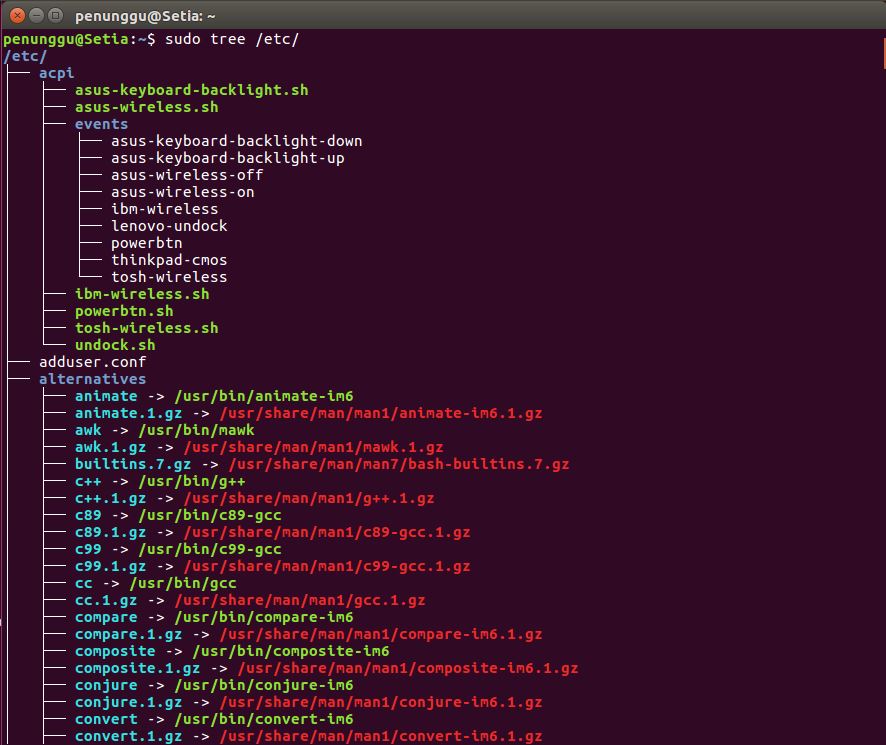 penunggu@Setia: ~
penunggu@Setia:~$ sudo tree /etc/
/etc/
├── acpi
│   ├── asus-keyboard-backlight.sh
│   ├── asus-wireless.sh
│   ├── events
│   │   ├── asus-keyboard-backlight-down
│   │   ├── asus-keyboard-backlight-up
│   │   ├── asus-wireless-off
│   │   ├── asus-wireless-on
│   │   ├── ibm-wireless
│   │   ├── lenovo-undock
│   │   ├── powerbtn
│   │   ├── thinkpad-cmos
│   │   └── tosh-wireless
│   ├── ibm-wireless.sh
│   ├── powerbtn.sh
│   ├── tosh-wireless.sh
│   └── undock.sh
├── adduser.conf
├── alternatives
│   ├── animate -> /usr/bin/animate-im6
│   ├── animate.1.gz -> /usr/share/man/man1/animate-im6.1.gz
│   ├── awk -> /usr/bin/mawk
│   ├── awk.1.gz -> /usr/share/man/man1/mawk.1.gz
│   ├── builtins.7.gz -> /usr/share/man/man7/bash-builtins.7.gz
│   ├── c++ -> /usr/bin/g++
│   ├── c++.1.gz -> /usr/share/man/man1/g++.1.gz
│   ├── c89 -> /usr/bin/c89-gcc
│   ├── c89.1.gz -> /usr/share/man/man1/c89-gcc.1.gz
│   ├── c99 -> /usr/bin/c99-gcc
│   ├── c99.1.gz -> /usr/share/man/man1/c99-gcc.1.gz
│   ├── cc -> /usr/bin/gcc
│   ├── cc.1.gz -> /usr/share/man/man1/gcc.1.gz
│   ├── compare -> /usr/bin/compare-im6
│   ├── compare.1.gz -> /usr/share/man/man1/compare-im6.1.gz
│   ├── composite -> /usr/bin/composite-im6
│   ├── composite.1.gz -> /usr/share/man/man1/composite-im6.1.gz
│   ├── conjure -> /usr/bin/conjure-im6
│   ├── conjure.1.gz -> /usr/share/man/man1/conjure-im6.1.gz
│   ├── convert -> /usr/bin/convert-im6
│   ├── convert.1.gz -> /usr/share/man/man1/convert-im6.1.gz